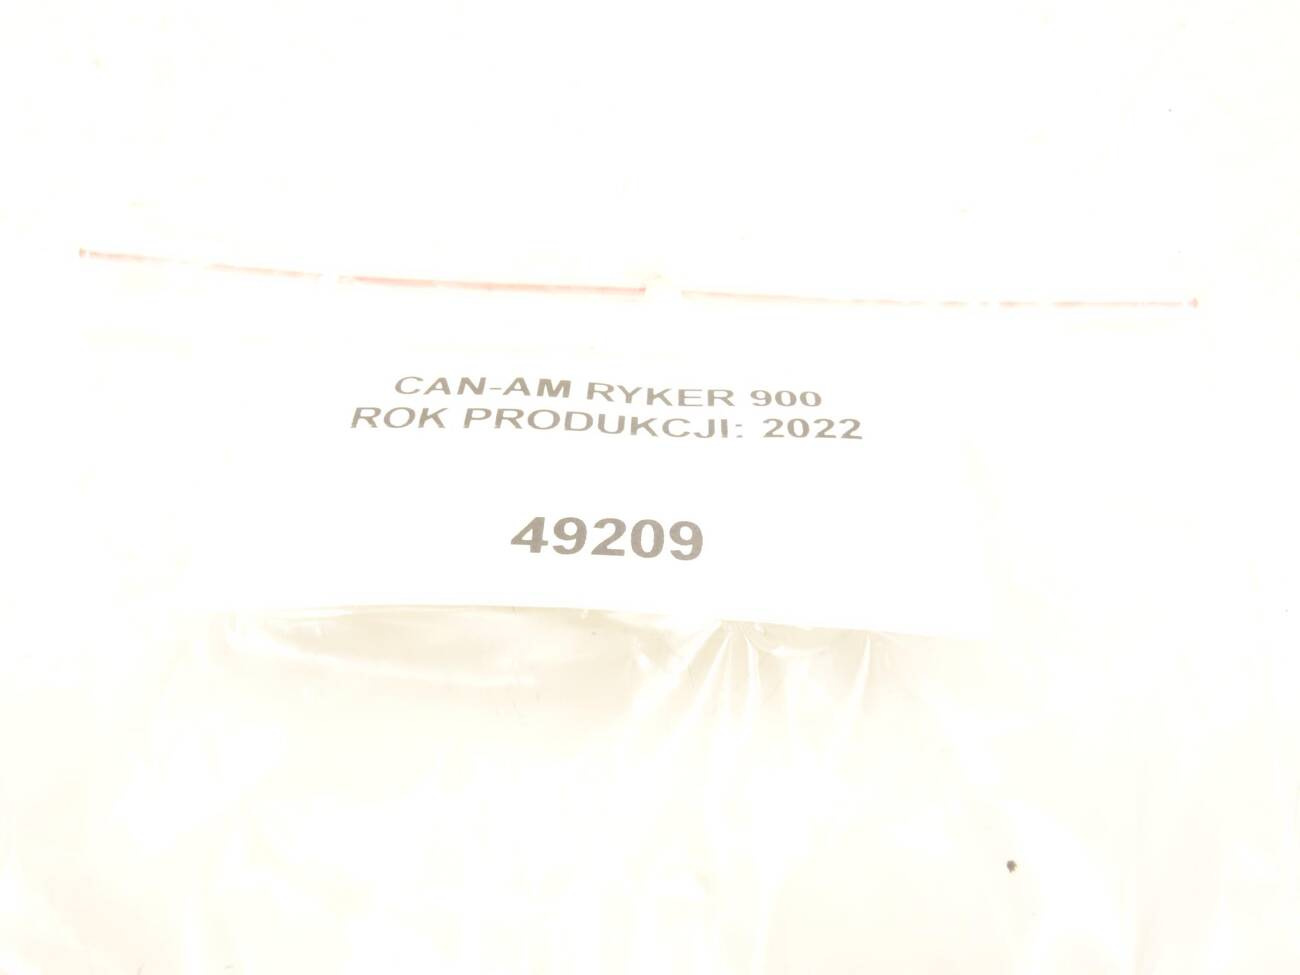 CAN-AM RYKER 900
ROK PRODUKCJI: 2022
49209